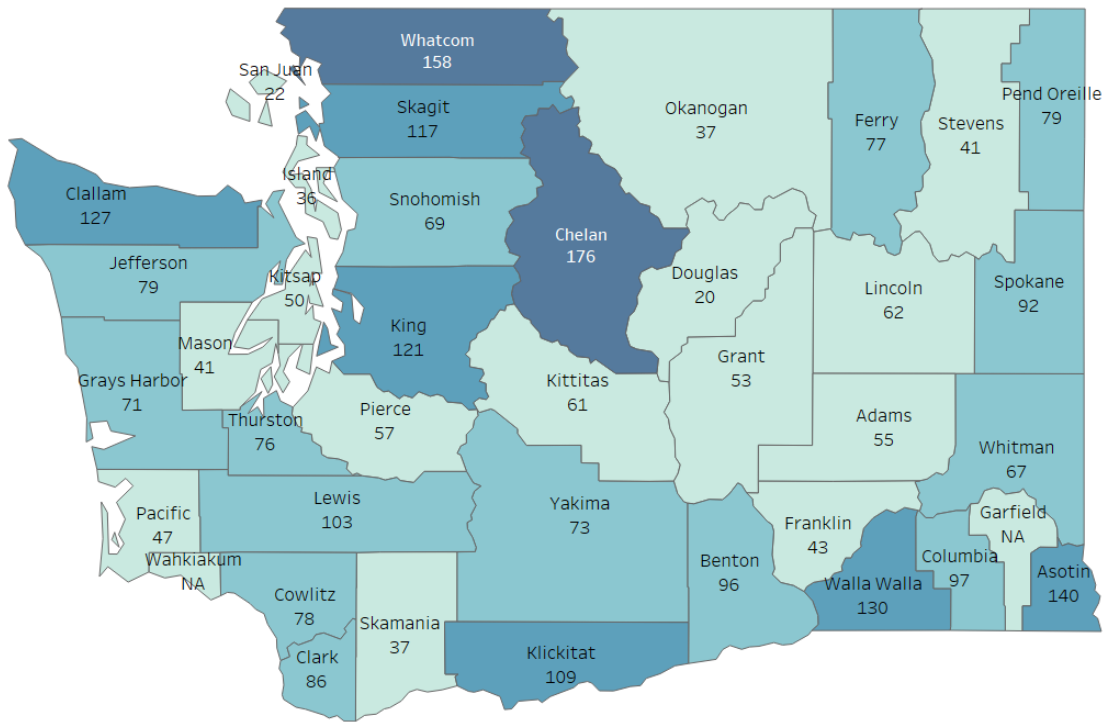 Whatcom
158
San Juan
22
Skagit
117
Okanogan
37
Ferry
77
Stevens
41
Pend Oreille
79
Island
36
Clallam
127
Snohomish
69
Chelan
176
Jefferson
79
Kitsap
50
Douglas
20
Lincoln
62
Spokane
92
King
121
Mason
41
Grant
53
Kittitas
61
Grays Harbor
71
Pierce
57
Adams
55
Thurston
76
Whitman
67
Lewis
103
Yakima
73
Pacific
47
Franklin
43
Garfield
NA
Wahkiakum
NA
Benton
96
Columbia
97
Walla Walla
130
Asotin
140
Cowlitz
78
Skamania
37
Clark
86
Klickitat
109